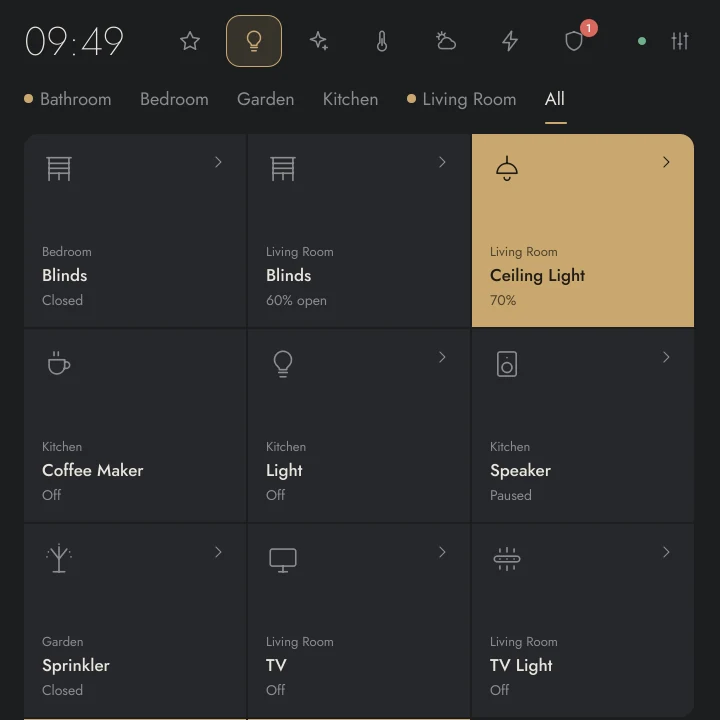 09:49
1
Bathroom Bedroom Garden Kitchen Living Room All
Bedroom
Blinds
Closed
Living Room
Blinds
60% open
Living Room
Ceiling Light
70%
Kitchen
Coffee Maker
Off
Kitchen
Light
Off
Kitchen
Speaker
Paused
Garden
Sprinkler
Closed
Living Room
TV
Off
Living Room
TV Light
Off